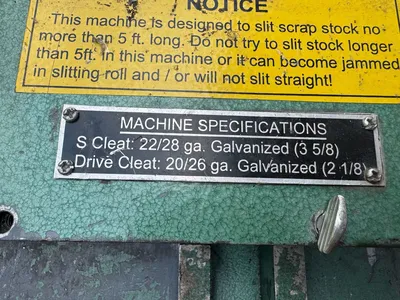 NOTICE
This machine is designed to slit scrap stock no
more than 5 ft. long. Do not try to slit stock longer
than 5ft. In this machine or it can become jammed
in slitting roll and / or will not slit straight!
MACHINE SPECIFICATIONS
S Cleat: 22/28 ga. Galvanized (3 5/8)
Drive Cleat: 20/26 ga. Galvanized (2 1/8)